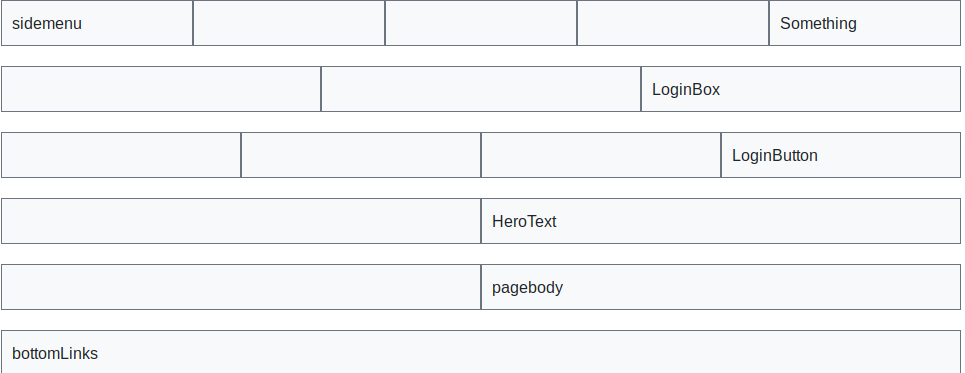 sidemenu
Something
LoginBox
LoginButton
HeroText
pagebody
bottomLinks